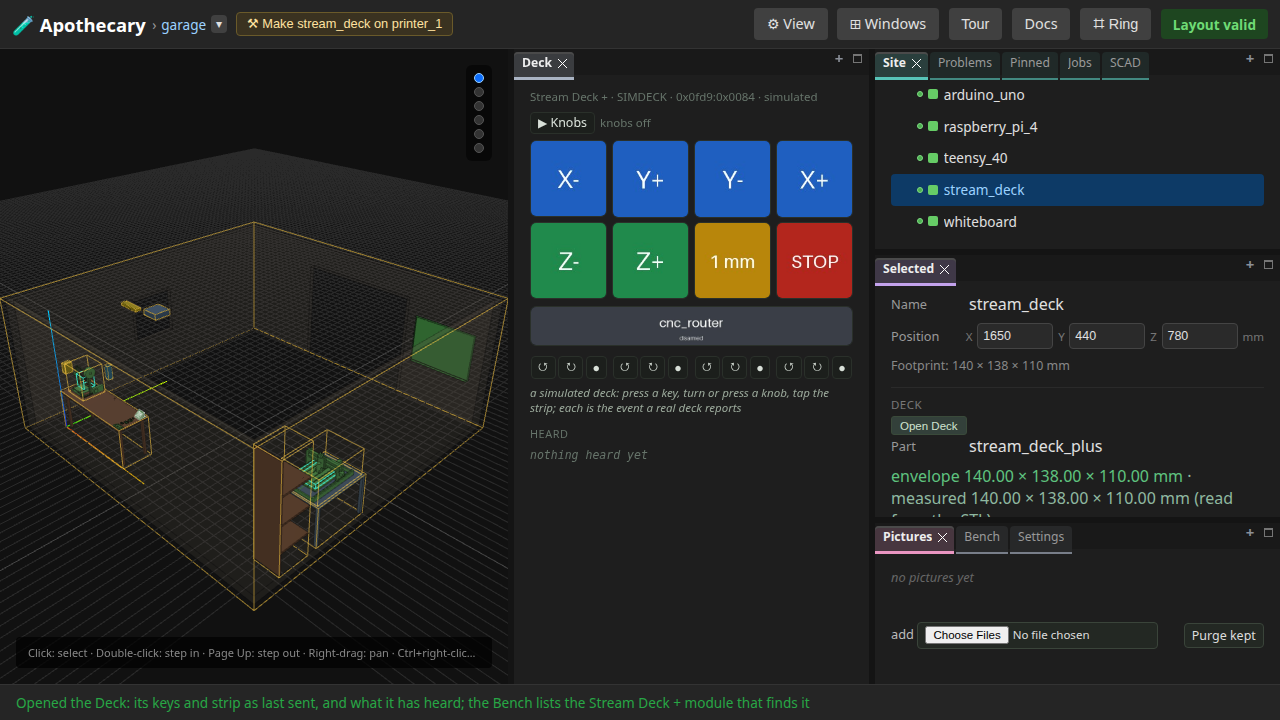 🧪 Apothecary › garage ▾
⚒ Make stream_deck on printer_1
⚙ View
⊞ Windows
Tour
Docs
⌗ Ring
Layout valid
Click: select · Double-click: step in · Page Up: step out · Right-drag: pan · Ctrl+right-clic…
Deck
Stream Deck + · SIMDECK · 0x0fd9:0x0084 · simulated
▶ Knobs knobs off
X- Y+ Y- X+
Z- Z+ 1 mm STOP
cnc_router
disarmed
↺ ↻ ● ↺ ↻ ● ↺ ↻ ● ↺ ↻ ●
a simulated deck: press a key, turn or press a knob, tap the
strip; each is the event a real deck reports
HEARD
nothing heard yet
Site Problems Pinned Jobs SCAD
arduino_uno
raspberry_pi_4
teensy_40
stream_deck
whiteboard
Selected
Name stream_deck
Position X 1650 Y 440 Z 780 mm
Footprint: 140 × 138 × 110 mm
DECK
Open Deck
Part stream_deck_plus
envelope 140.00 × 138.00 × 110.00 mm ·
measured 140.00 × 138.00 × 110.00 mm (read
from the STL)
Pictures Bench Settings
no pictures yet
add Choose Files No file chosen
Purge kept
Opened the Deck: its keys and strip as last sent, and what it has heard; the Bench lists the Stream Deck + module that finds it